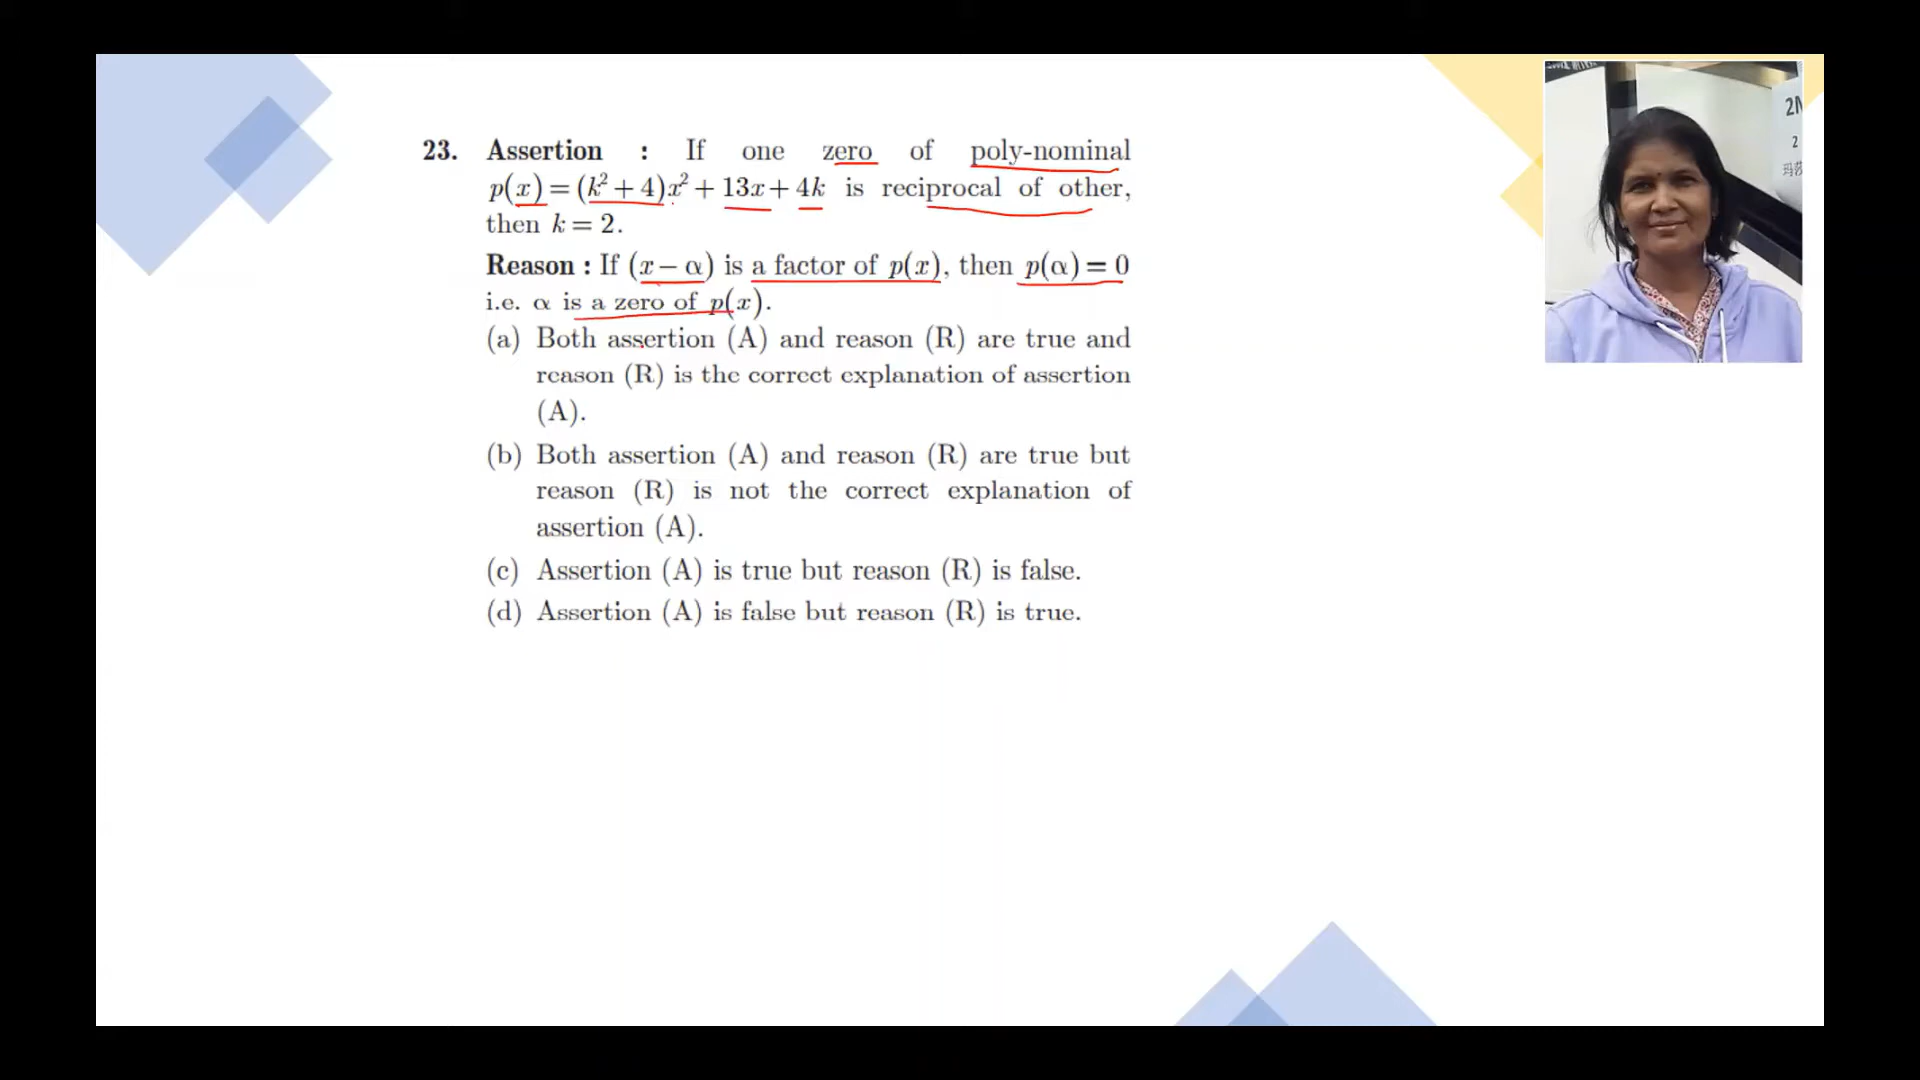 23. Assertion : If one zero of poly-nominal
p(x) = (k² + 4)x² + 13x + 4k is reciprocal of other,
then k = 2.
Reason : If (x − α) is a factor of p(x), then p(α) = 0
i.e. α is a zero of p(x).
(a) Both assertion (A) and reason (R) are true and
reason (R) is the correct explanation of assertion
(A).
(b) Both assertion (A) and reason (R) are true but
reason (R) is not the correct explanation of
assertion (A).
(c) Assertion (A) is true but reason (R) is false.
(d) Assertion (A) is false but reason (R) is true.
2